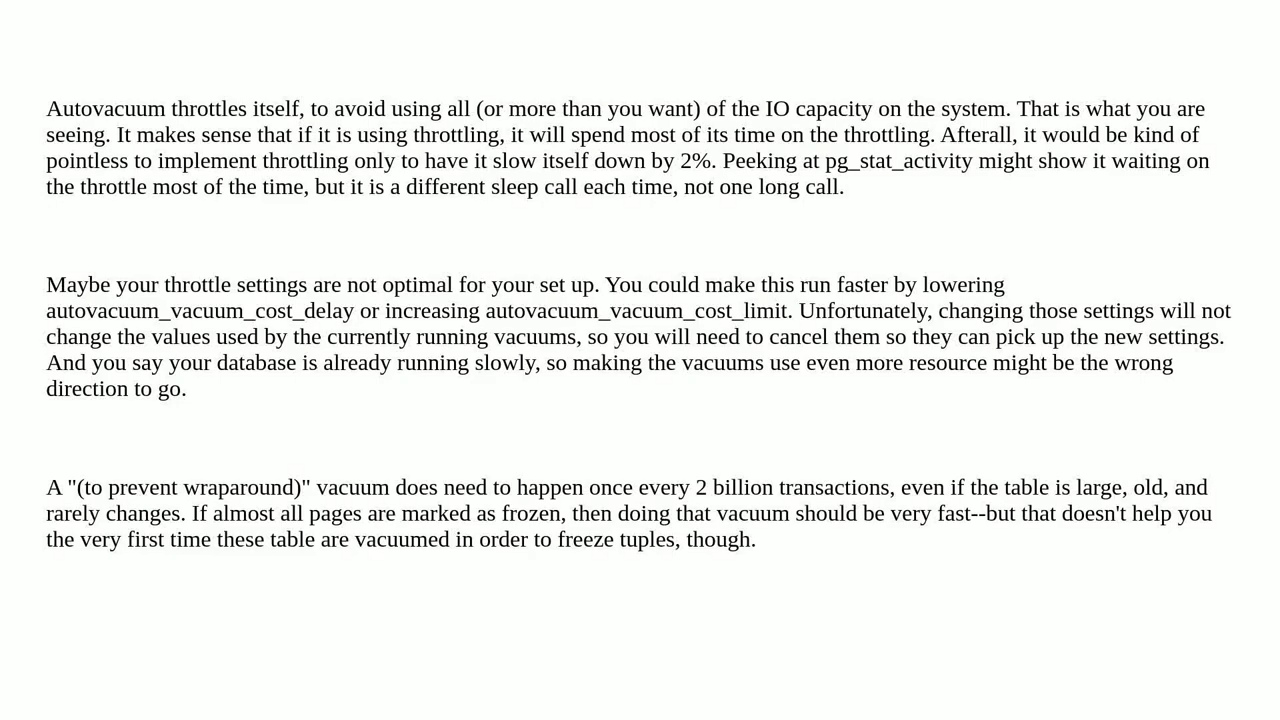 Autovacuum throttles itself, to avoid using all (or more than you want) of the IO capacity on the system. That is what you are
seeing. It makes sense that if it is using throttling, it will spend most of its time on the throttling. Afterall, it would be kind of
pointless to implement throttling only to have it slow itself down by 2%. Peeking at pg_stat_activity might show it waiting on
the throttle most of the time, but it is a different sleep call each time, not one long call.
Maybe your throttle settings are not optimal for your set up. You could make this run faster by lowering
autovacuum_vacuum_cost_delay or increasing autovacuum_vacuum_cost_limit. Unfortunately, changing those settings will not
change the values used by the currently running vacuums, so you will need to cancel them so they can pick up the new settings.
And you say your database is already running slowly, so making the vacuums use even more resource might be the wrong
direction to go.
A "(to prevent wraparound)" vacuum does need to happen once every 2 billion transactions, even if the table is large, old, and
rarely changes. If almost all pages are marked as frozen, then doing that vacuum should be very fast--but that doesn't help you
the very first time these table are vacuumed in order to freeze tuples, though.